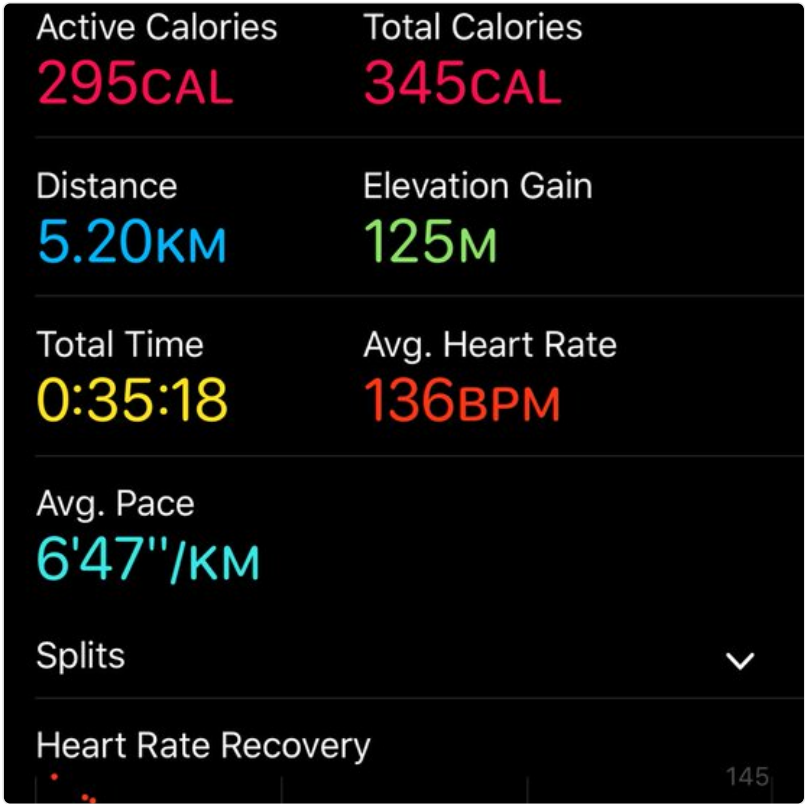 Active Calories Total Calories
295CAL 345CAL
Distance Elevation Gain
5.20KM 125M
Total Time Avg. Heart Rate
0:35:18 136BPM
Avg. Pace
6'47''/KM
Splits
Heart Rate Recovery
145